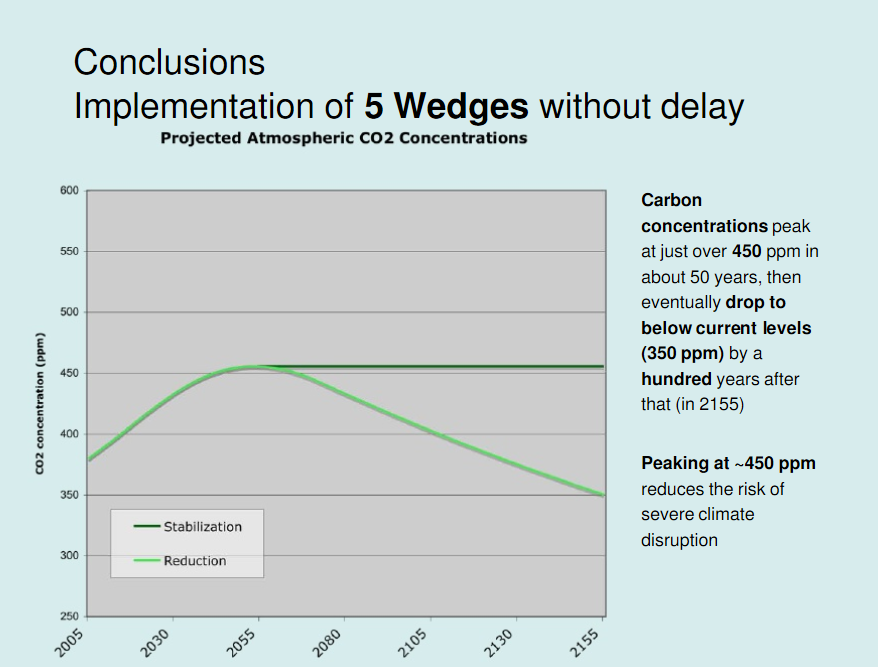 Conclusions
Implementation of 5 Wedges without delay
Projected Atmospheric CO2 Concentrations
CO2 concentration (ppm)
600
550
500
450
400
350
300
250
2005
2030
2055
2080
2105
2130
2155
Stabilization
Reduction
Carbon
concentrations peak
at just over 450 ppm in
about 50 years, then
eventually drop to
below current levels
(350 ppm) by a
hundred years after
that (in 2155)
Peaking at ~450 ppm
reduces the risk of
severe climate
disruption